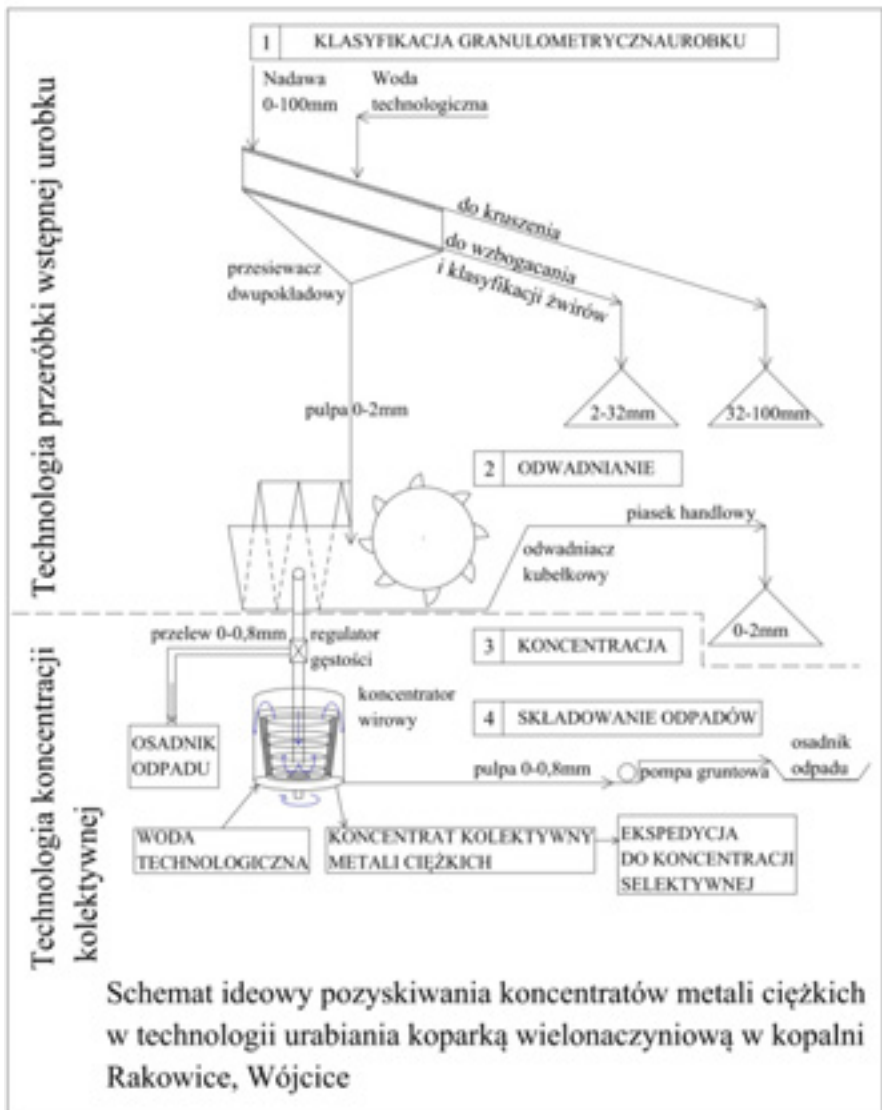 1 KLASYFIKACJA GRANULOMETRYCZNAUROBKU
Nadawa
0-100mm
Woda
technologiczna
do kruszenia
do wzbogacania
i klasyfikacji żwirów
przesiewacz
dwupokładowy
2-32mm
32-100mm
pulpa 0-2mm
2 ODWADNIANIE
piasek handlowy
odwadniacz
kubełkowy
0-2mm
Technologia przeróbki wstępnej urobku
przelew 0-0,8mm
regulator
gęstości
3 KONCENTRACJA
koncentrator
wirowy
4 SKŁADOWANIE ODPADÓW
OSADNIK
ODPADU
pulpa 0-0,8mm
pompa gruntowa
osadnik
odpadu
WODA
TECHNOLOGICZNA
KONCENTRAT KOLEKTYWNY
METALI CIĘŻKICH
EKSPEDYCJA
DO KONCENTRACJI
SELEKTYWNEJ
Technologia koncentracji
kolektywnej
Schemat ideowy pozyskiwania koncentratów metali ciężkich
w technologii urabiania koparką wielonaczyniową w kopalni
Rakowice, Wójcice